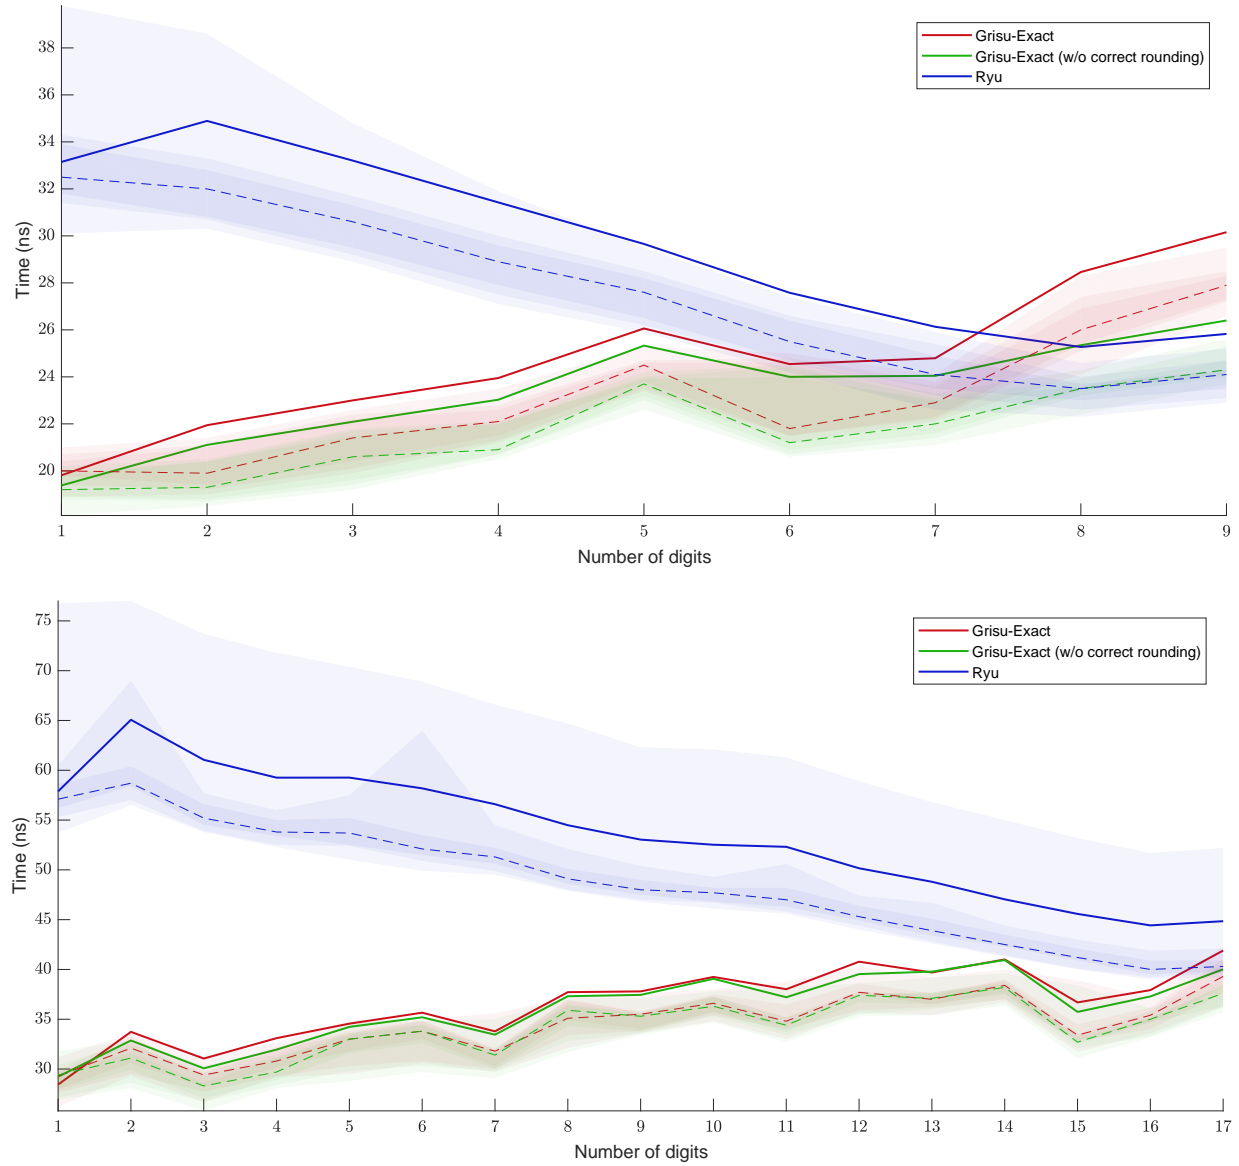 38
36
34
32
30
28
26
24
22
20
Time (ns)
Grisu-Exact
Grisu-Exact (w/o correct rounding)
Ryu
1 2 3 4 5 6 7 8 9
Number of digits
75
70
65
60
55
50
45
40
35
30
Time (ns)
Grisu-Exact
Grisu-Exact (w/o correct rounding)
Ryu
1 2 3 4 5 6 7 8 9 10 11 12 13 14 15 16 17
Number of digits